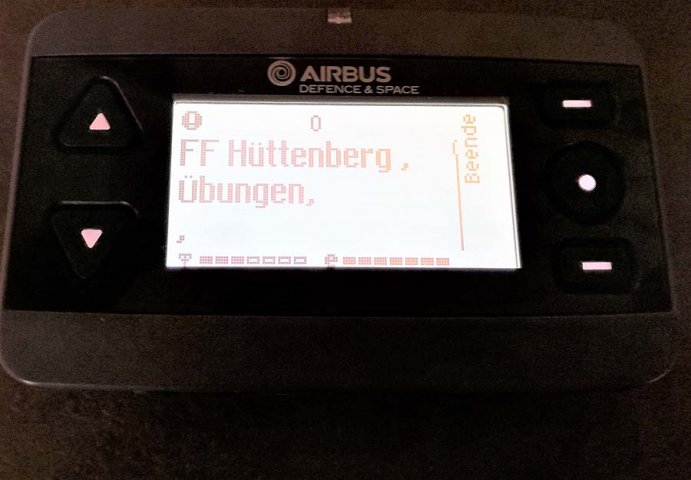 AIRBUS
DEFENCE & SPACE
0
FF Hüttenberg ,
Übungen,
,
Beende